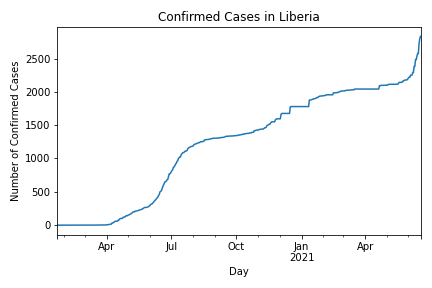 Confirmed Cases in Liberia
Number of Confirmed Cases
2500
2000
1500
1000
500
0
Apr
Jul
Oct
Jan
2021
Apr
Day